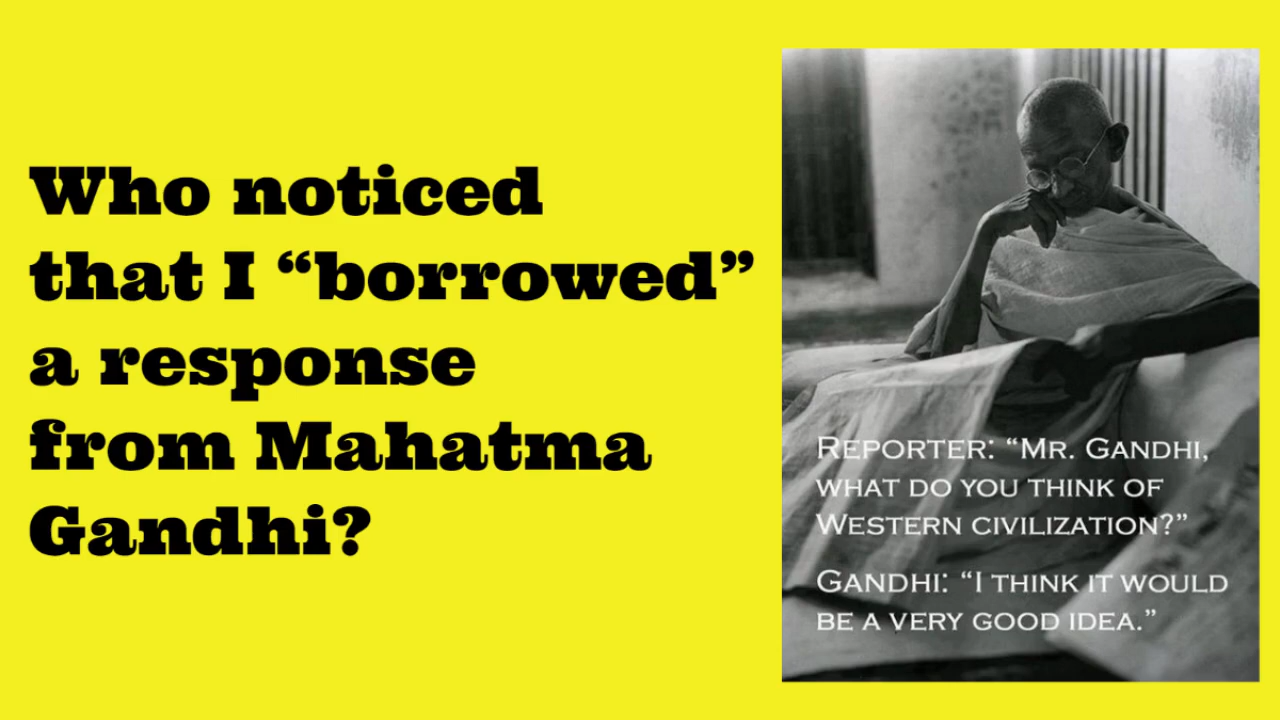 Who noticed
that I “borrowed”
a response
from Mahatma
Gandhi?
REPORTER: “MR. GANDHI,
WHAT DO YOU THINK OF
WESTERN CIVILIZATION?”
GANDHI: “I THINK IT WOULD
BE A VERY GOOD IDEA.”